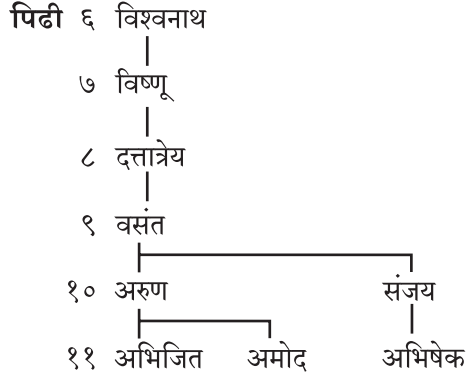 पिढी ६ विश्वनाथ
७ विष्णू
८ दत्तात्रेय
९ वसंत
१० अरुण संजय
११ अभिजित अमोद अभिषेक